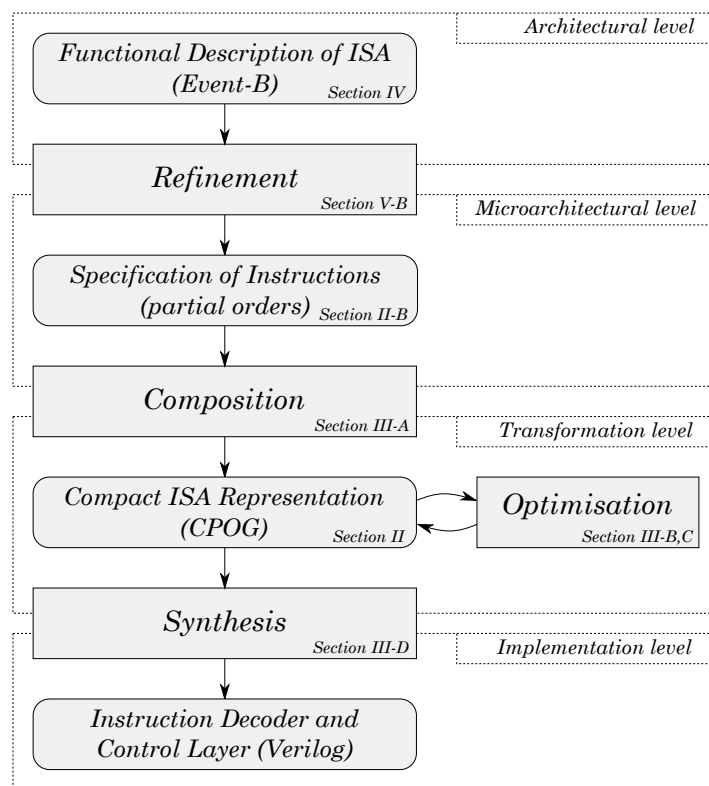 Architectural level
Functional Description of ISA
(Event-B)
Section IV
Refinement
Section V-B
Microarchitectural level
Specification of Instructions
(partial orders)
Section II-B
Composition
Section III-A
Transformation level
Compact ISA Representation
(CPOG)
Section II
Optimisation
Section III-B,C
Synthesis
Section III-D
Implementation level
Instruction Decoder and
Control Layer (Verilog)